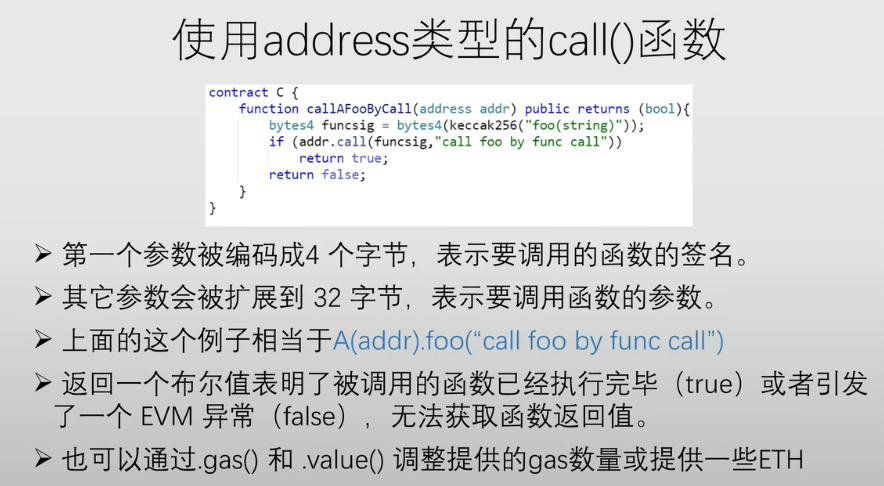 使用address类型的call()函数
contract C {
function callAFooByCall(address addr) public returns (bool){
bytes4 funcsig = bytes4(keccak256("foo(string)"));
if (addr.call(funcsig,"call foo by func call"))
return true;
return false;
}
}
➢ 第一个参数被编码成4 个字节，表示要调用的函数的签名。
➢ 其它参数会被扩展到 32 字节，表示要调用函数的参数。
➢ 上面的这个例子相当于A(addr).foo(“call foo by func call”)
➢ 返回一个布尔值表明了被调用的函数已经执行完毕（true）或者引发
了一个 EVM 异常（false），无法获取函数返回值。
➢ 也可以通过.gas() 和 .value() 调整提供的gas数量或提供一些ETH